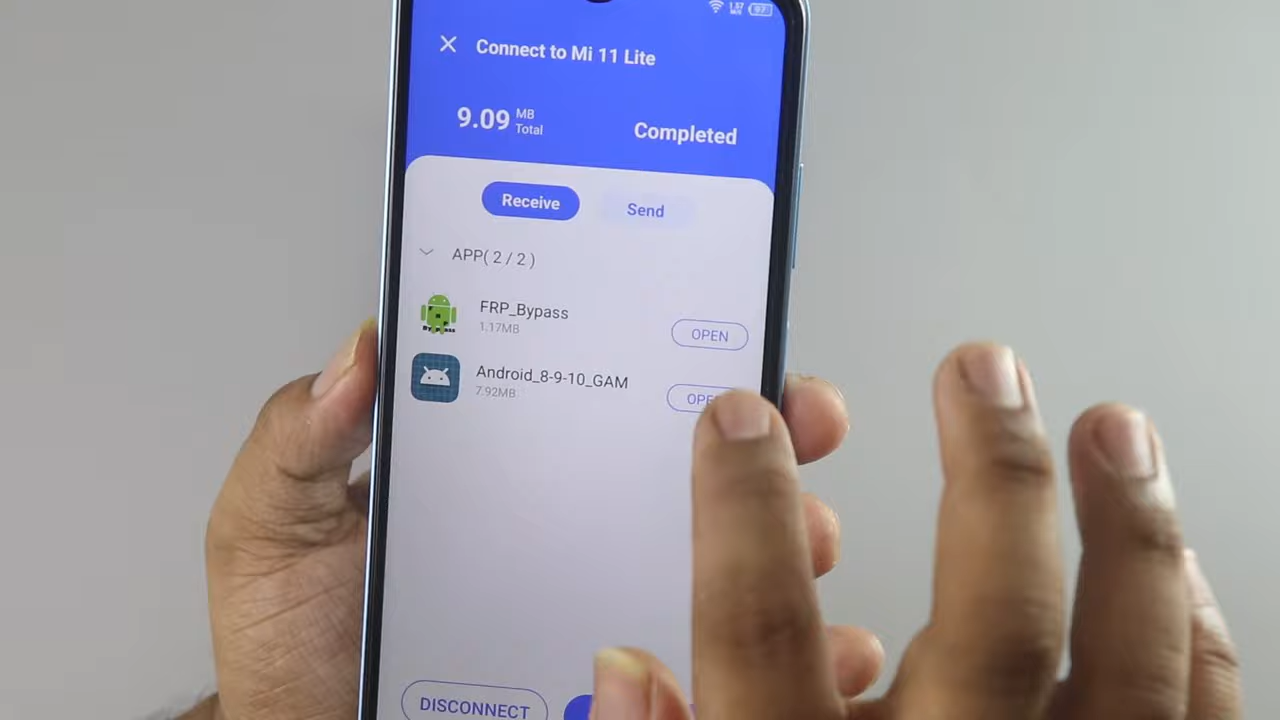 Connect to Mi 11 Lite
9.09 MB
Total
Completed
Receive
Send
APP( 2 / 2 )
FRP_Bypass
1.17MB
OPEN
Android_8-9-10_GAM
7.92MB
DISCONNECT